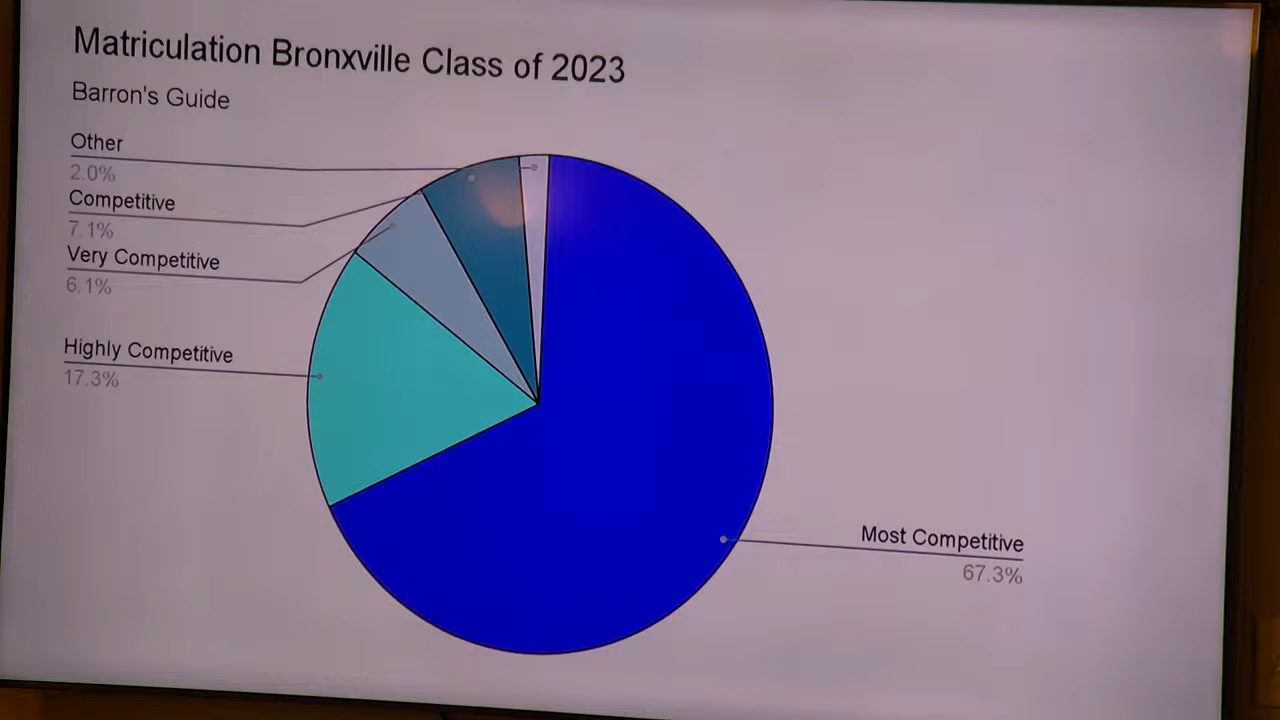 Matriculation Bronxville Class of 2023
Barron's Guide
Other
2.0%
Competitive
7.1%
Very Competitive
6.1%
Highly Competitive
17.3%
Most Competitive
67.3%